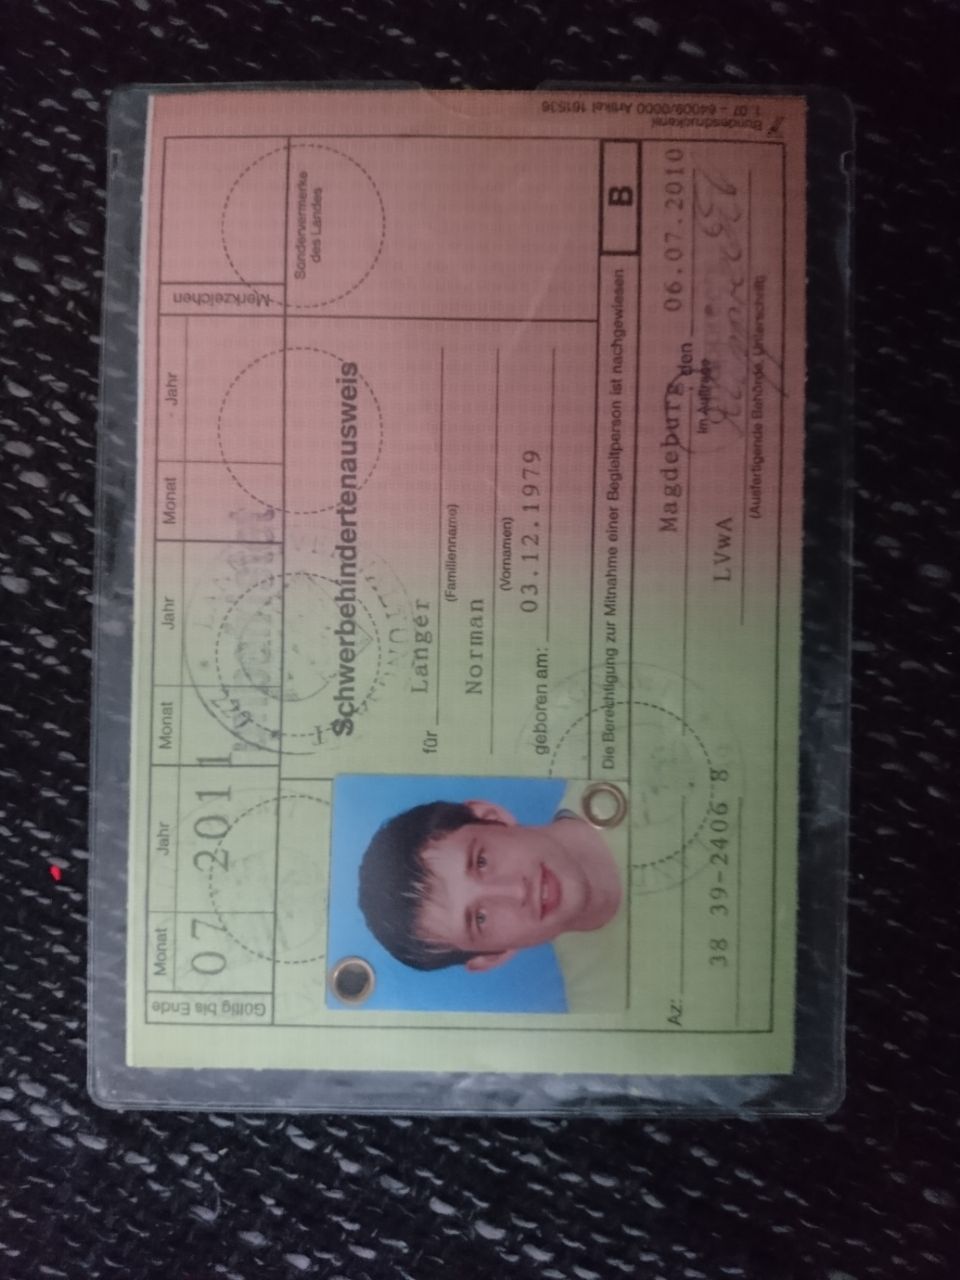 Gültig bis Ende
Monat Jahr Monat Jahr Monat Jahr
Merkzeichen
07 2011
Sondervermerke
des Landes
Schwerbehindertenausweis
für Langer
(Familienname)
Norman
(Vornamen)
geboren am: 03.12.1979
Die Berechtigung zur Mitnahme einer Begleitperson ist nachgewiesen
B
Magdeburg, den 06.07.2010
Az:
Im Auftrage
38 39-2406 8 LVwA
(Ausfertigende Behörde, Unterschrift)
Bundesdruckerei
1.07 - 64009/0000 Artikel 161536